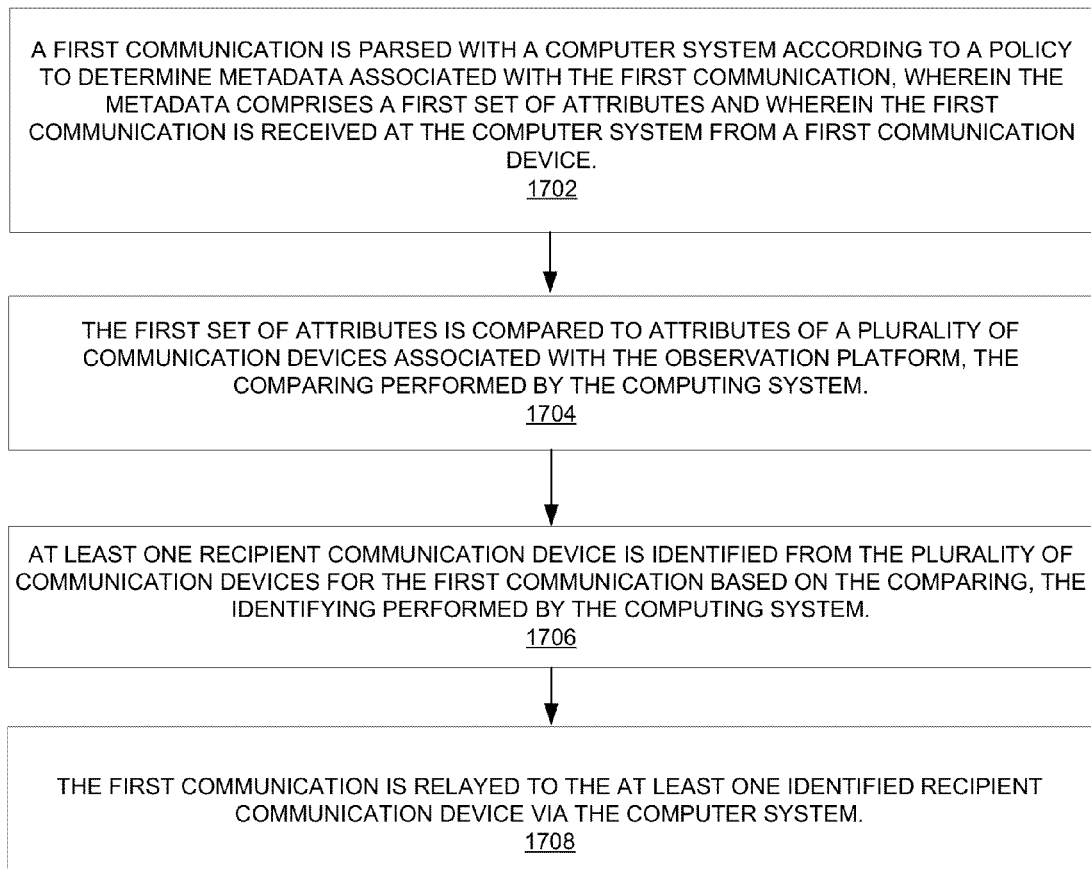 A FIRST COMMUNICATION IS PARSED WITH A COMPUTER SYSTEM ACCORDING TO A POLICY
TO DETERMINE METADATA ASSOCIATED WITH THE FIRST COMMUNICATION, WHEREIN THE
METADATA COMPRISES A FIRST SET OF ATTRIBUTES AND WHEREIN THE FIRST
COMMUNICATION IS RECEIVED AT THE COMPUTER SYSTEM FROM A FIRST COMMUNICATION
DEVICE.
1702
THE FIRST SET OF ATTRIBUTES IS COMPARED TO ATTRIBUTES OF A PLURALITY OF
COMMUNICATION DEVICES ASSOCIATED WITH THE OBSERVATION PLATFORM, THE
COMPARING PERFORMED BY THE COMPUTING SYSTEM.
1704
AT LEAST ONE RECIPIENT COMMUNICATION DEVICE IS IDENTIFIED FROM THE PLURALITY OF
COMMUNICATION DEVICES FOR THE FIRST COMMUNICATION BASED ON THE COMPARING, THE
IDENTIFYING PERFORMED BY THE COMPUTING SYSTEM.
1706
THE FIRST COMMUNICATION IS RELAYED TO THE AT LEAST ONE IDENTIFIED RECIPIENT
COMMUNICATION DEVICE VIA THE COMPUTER SYSTEM.
1708